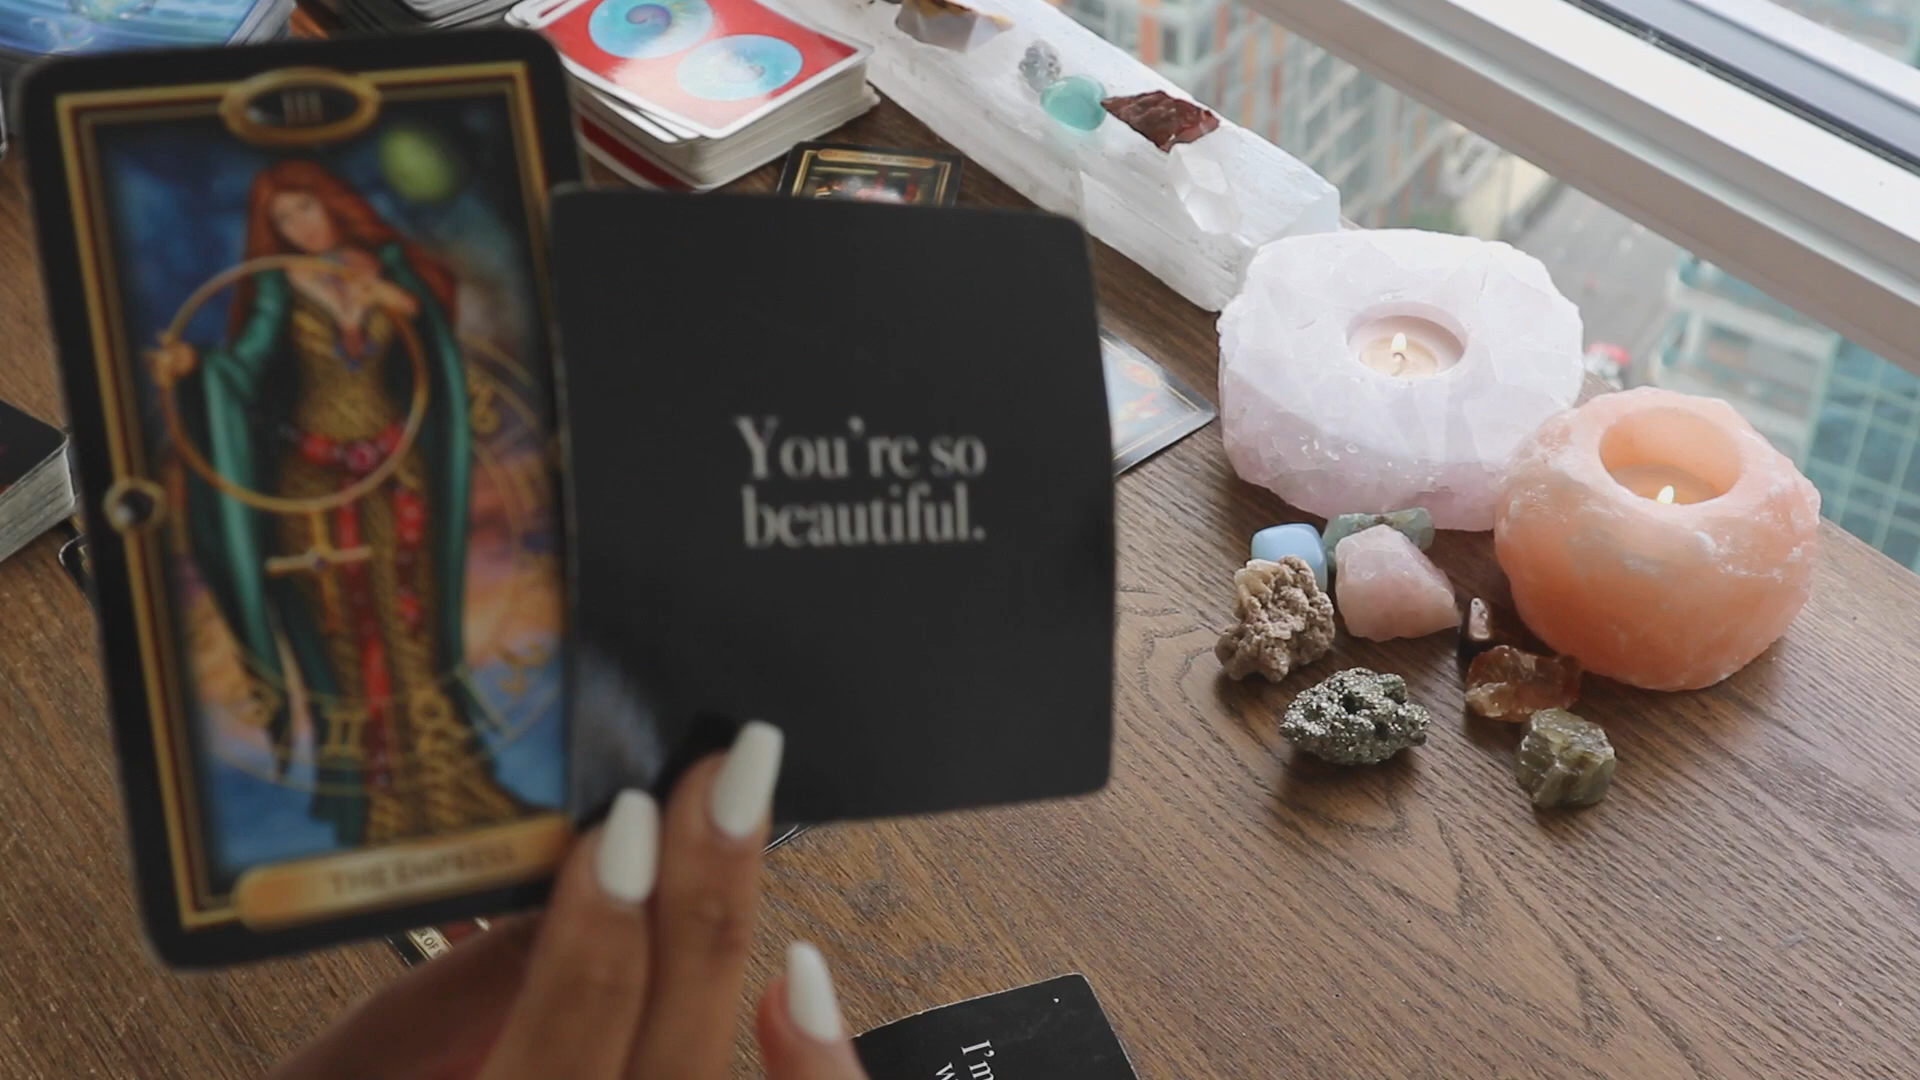 III
THE EMPRESS
You're so
beautiful.
I'm